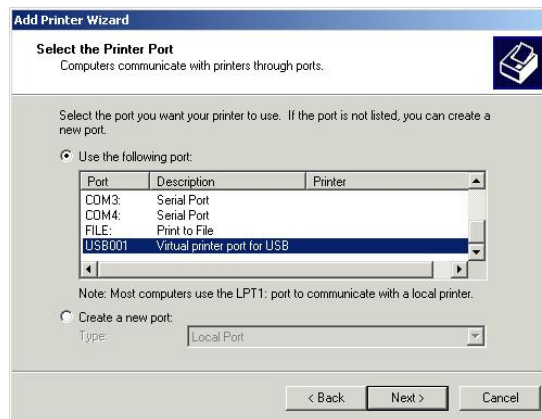 Add Printer Wizard
Select the Printer Port
Computers communicate with printers through ports.
Select the port you want your printer to use. If the port is not listed, you can create a
new port.
Use the following port:
Port Description Printer
COM3: Serial Port
COM4: Serial Port
FILE: Print to File
USB001 Virtual printer port for USB
Note: Most computers use the LPT1: port to communicate with a local printer.
Create a new port:
Type: Local Port
< Back Next > Cancel